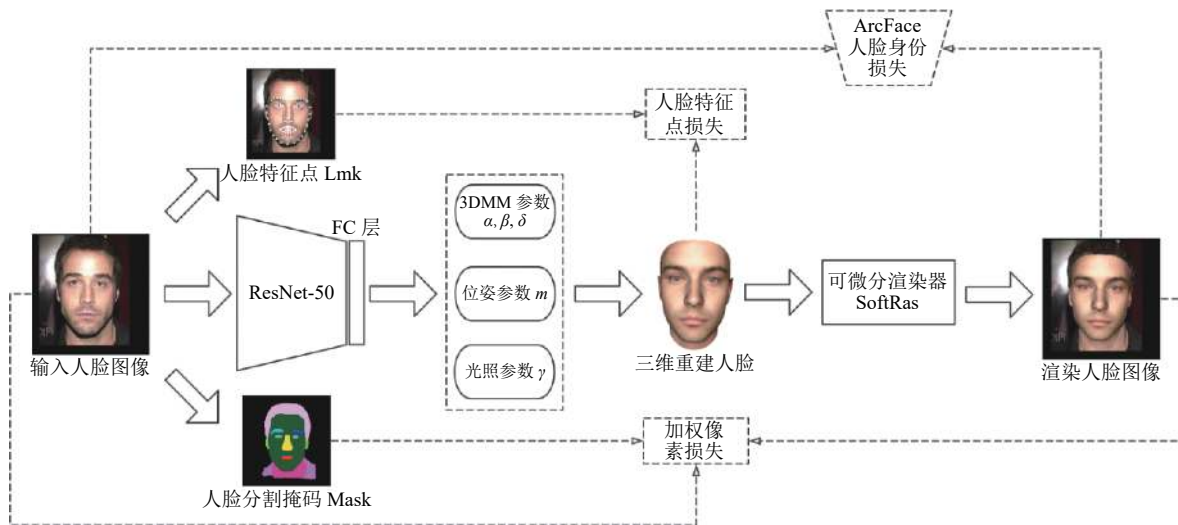 ArcFace
人脸身份
损失
人脸特征
点损失
人脸特征点 Lmk
FC 层
3DMM 参数
α, β, δ
ResNet-50
位姿参数 m
可微分渲染器
SoftRas
输入人脸图像
三维重建人脸
渲染人脸图像
光照参数 γ
加权像
素损失
人脸分割掩码 Mask